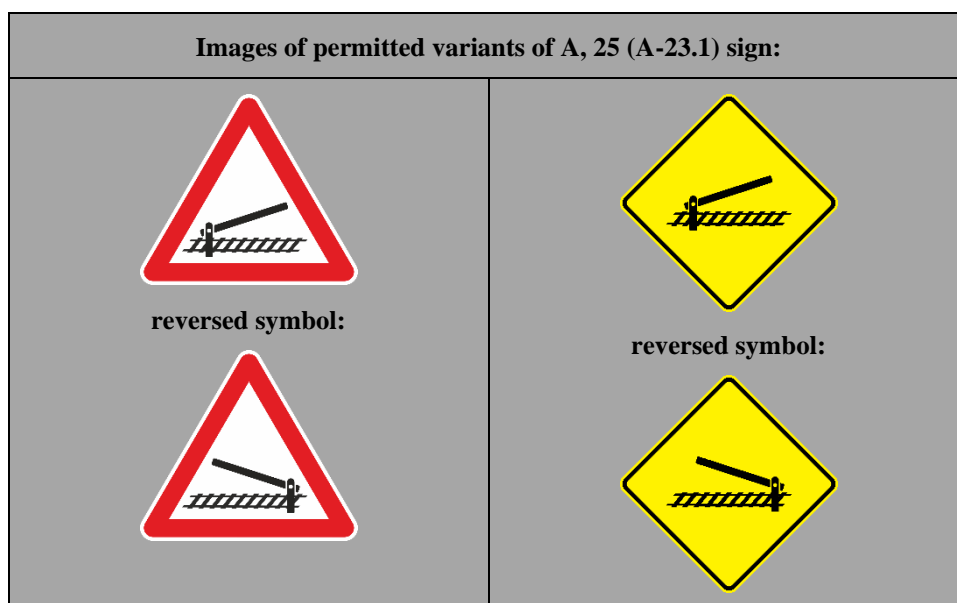 Images of permitted variants of A, 25 (A-23.1) sign:
reversed symbol:
reversed symbol: